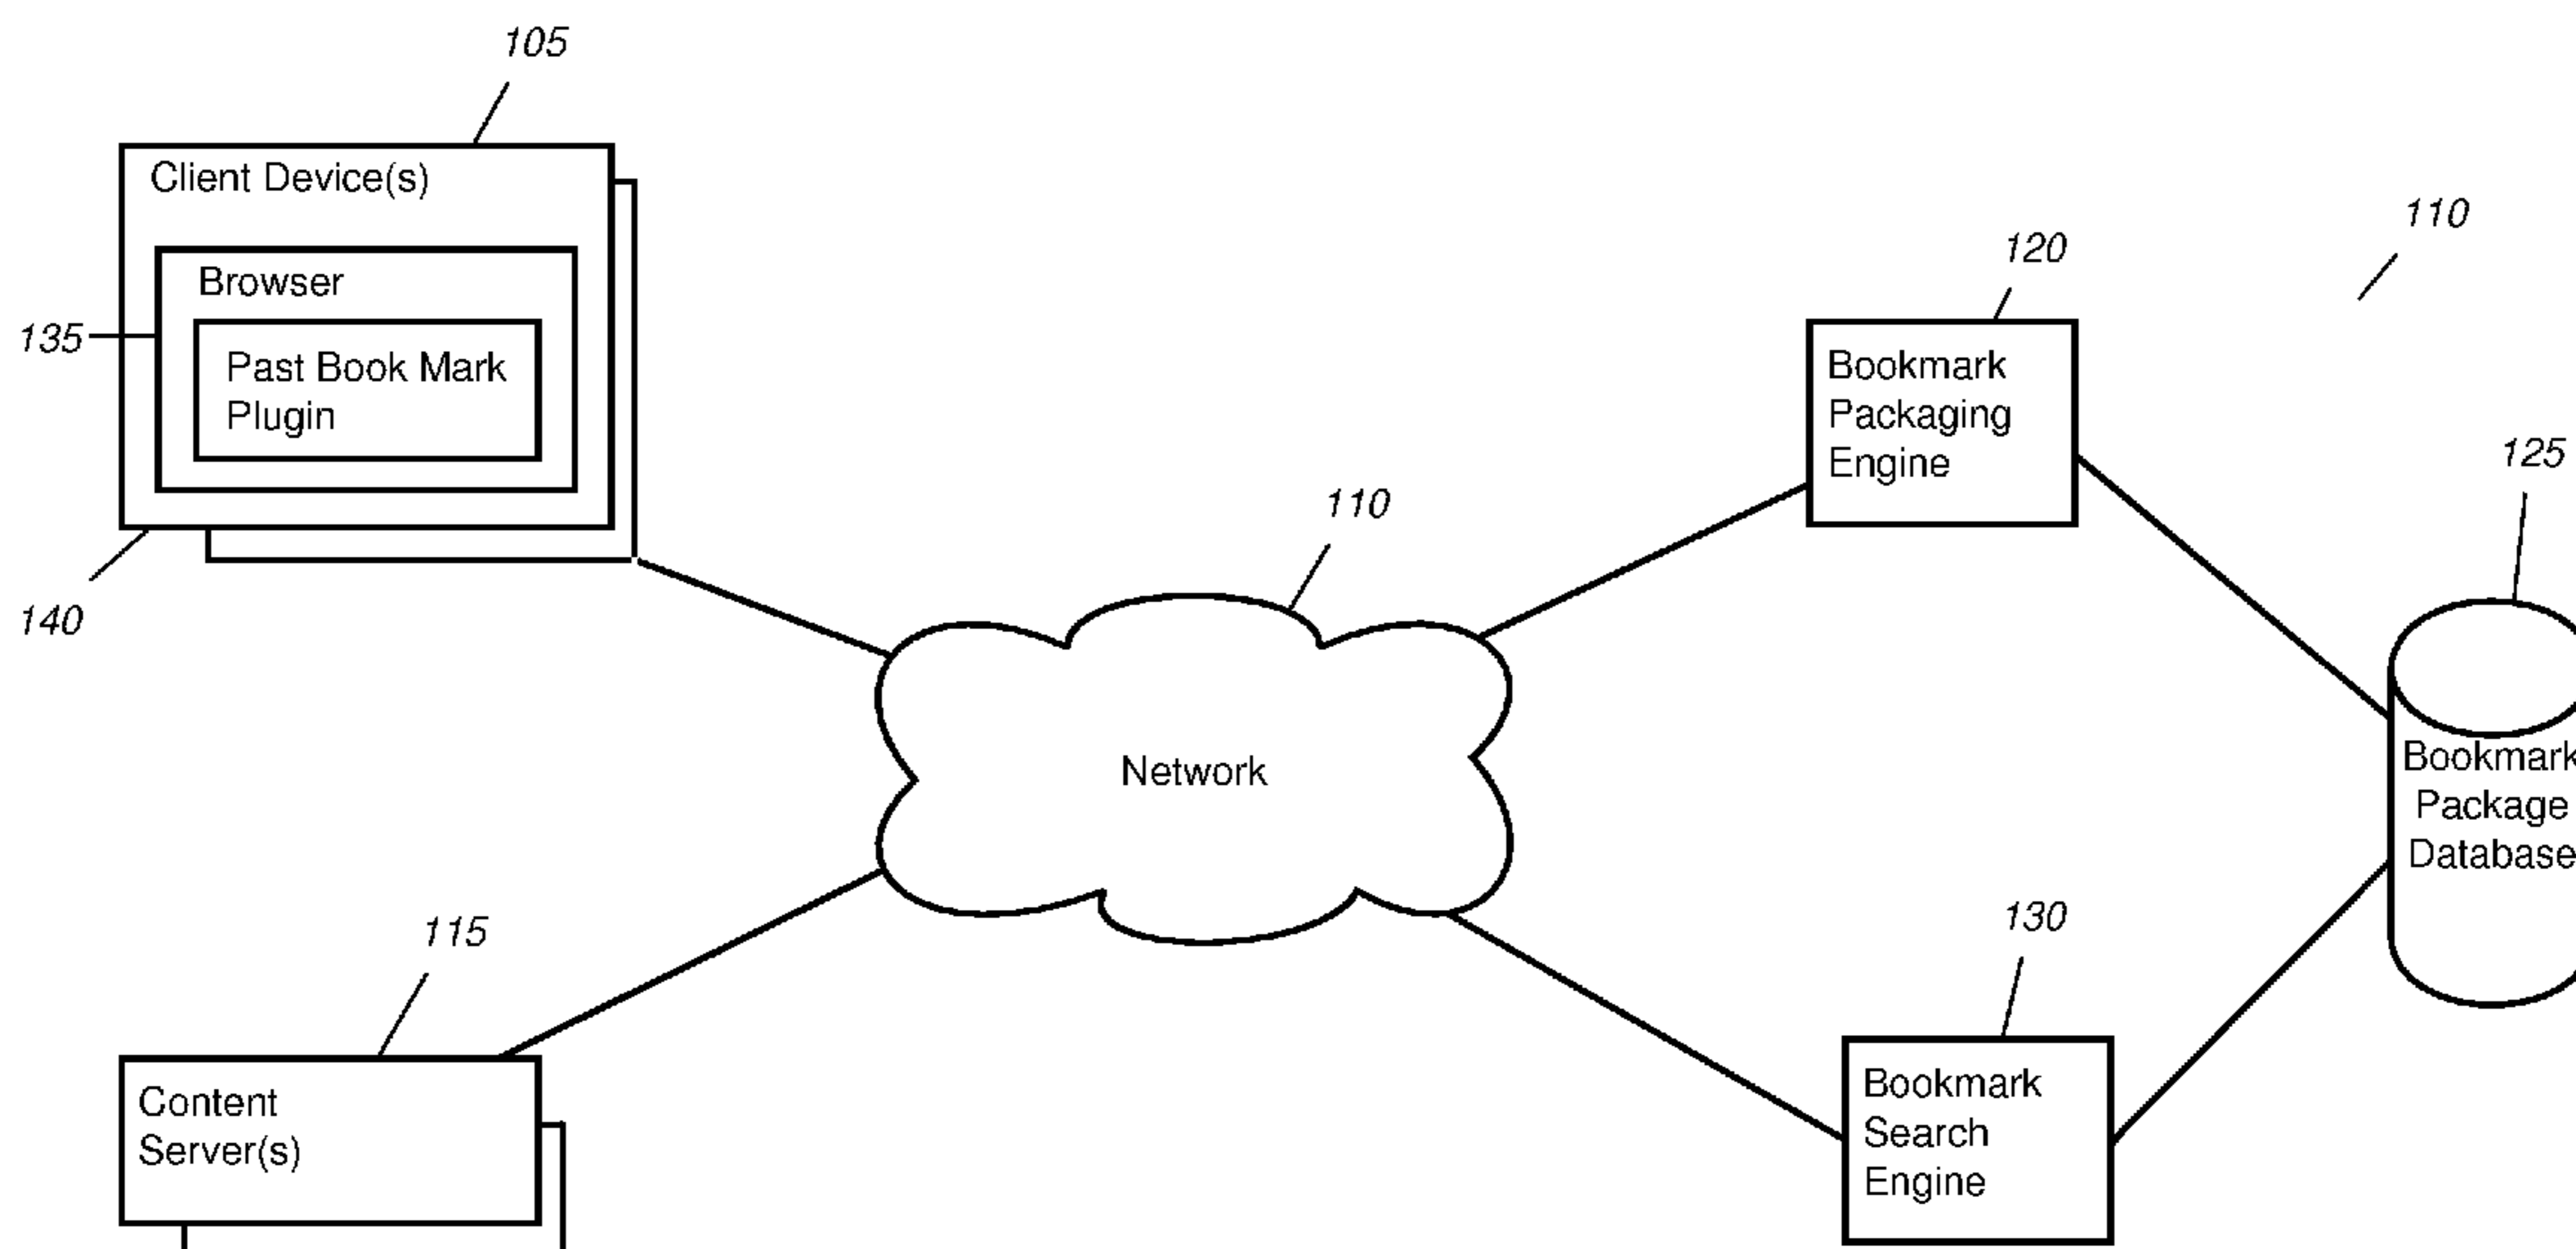 105
Client Device(s)
Browser
135
Past Book Mark
Plugin
140
110
120
Bookmark
Packaging
Engine
110
125
Network
Bookmark
Package
Database
115
Content
Server(s)
130
Bookmark
Search
Engine